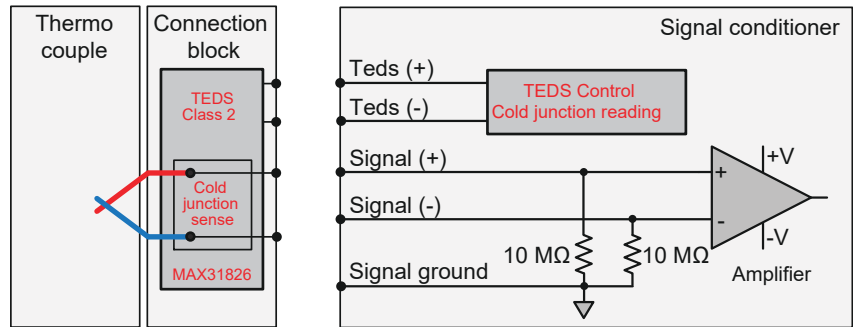 Thermo
couple
Connection
block
TEDS
Class 2
Cold
junction
sense
MAX31826
Signal conditioner
Teds (+)
Teds (-)
TEDS Control
Cold junction reading
Signal (+)
Signal (-)
Signal ground
10 MΩ
10 MΩ
+
-
+V
-V
Amplifier